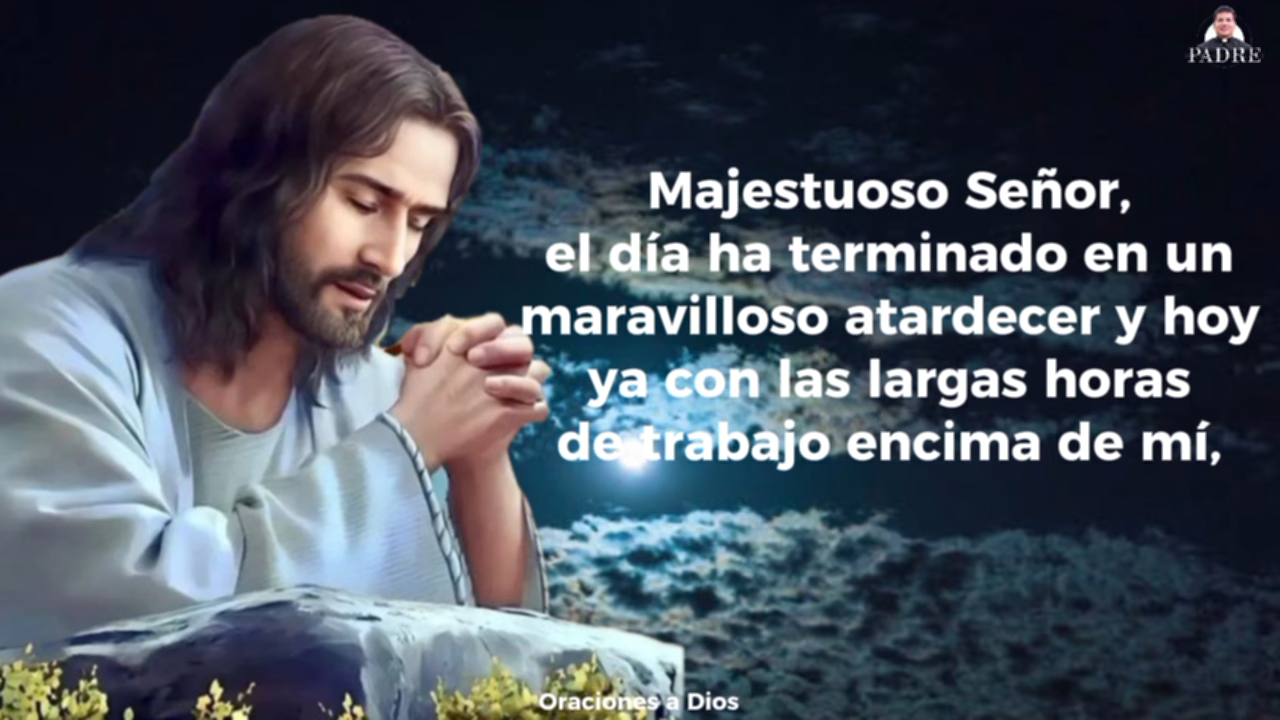 PADRE
Majestuoso Señor,
el día ha terminado en un
maravilloso atardecer y hoy
ya con las largas horas
de trabajo encima de mí,
Oraciones a Dios